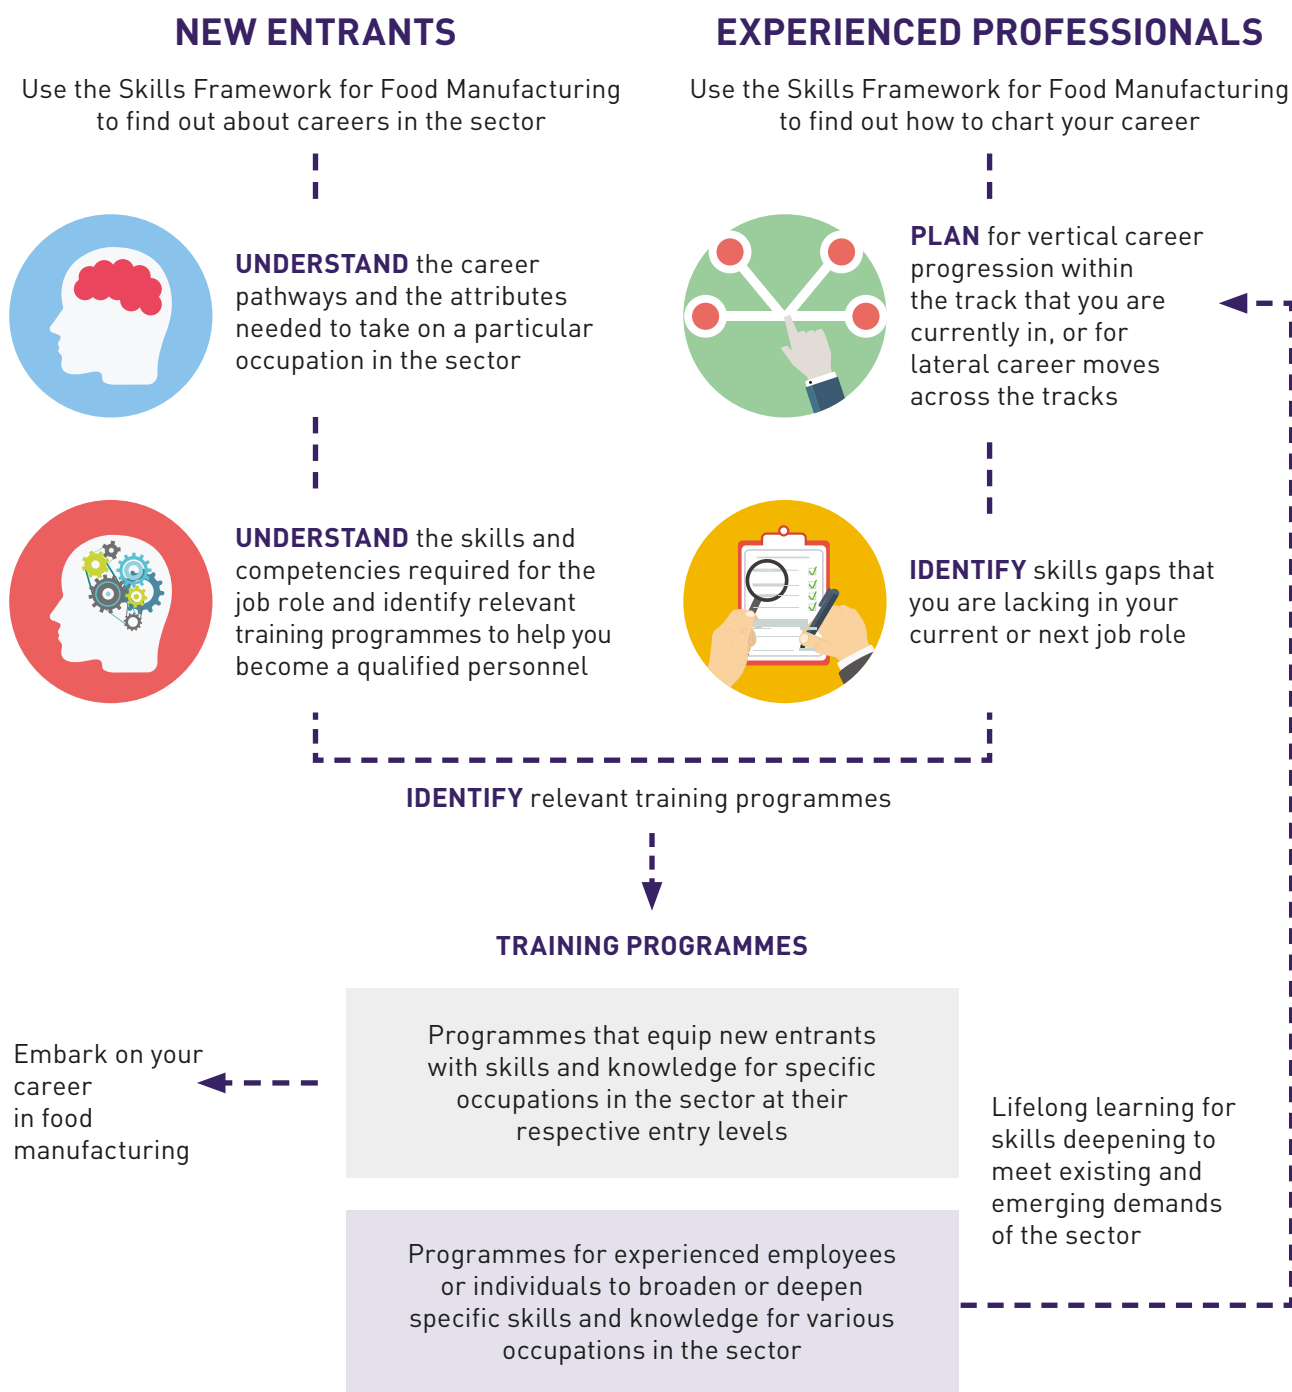 NEW ENTRANTS
Use the Skills Framework for Food Manufacturing
to find out about careers in the sector
UNDERSTAND the career
pathways and the attributes
needed to take on a particular
occupation in the sector
UNDERSTAND the skills and
competencies required for the
job role and identify relevant
training programmes to help you
become a qualified personnel
EXPERIENCED PROFESSIONALS
Use the Skills Framework for Food Manufacturing
to find out how to chart your career
PLAN for vertical career
progression within
the track that you are
currently in, or for
lateral career moves
across the tracks
IDENTIFY skills gaps that
you are lacking in your
current or next job role
IDENTIFY relevant training programmes
TRAINING PROGRAMMES
Programmes that equip new entrants
with skills and knowledge for specific
occupations in the sector at their
respective entry levels
Embark on your
career
in food
manufacturing
Programmes for experienced employees
or individuals to broaden or deepen
specific skills and knowledge for various
occupations in the sector
Lifelong learning for
skills deepening to
meet existing and
emerging demands
of the sector